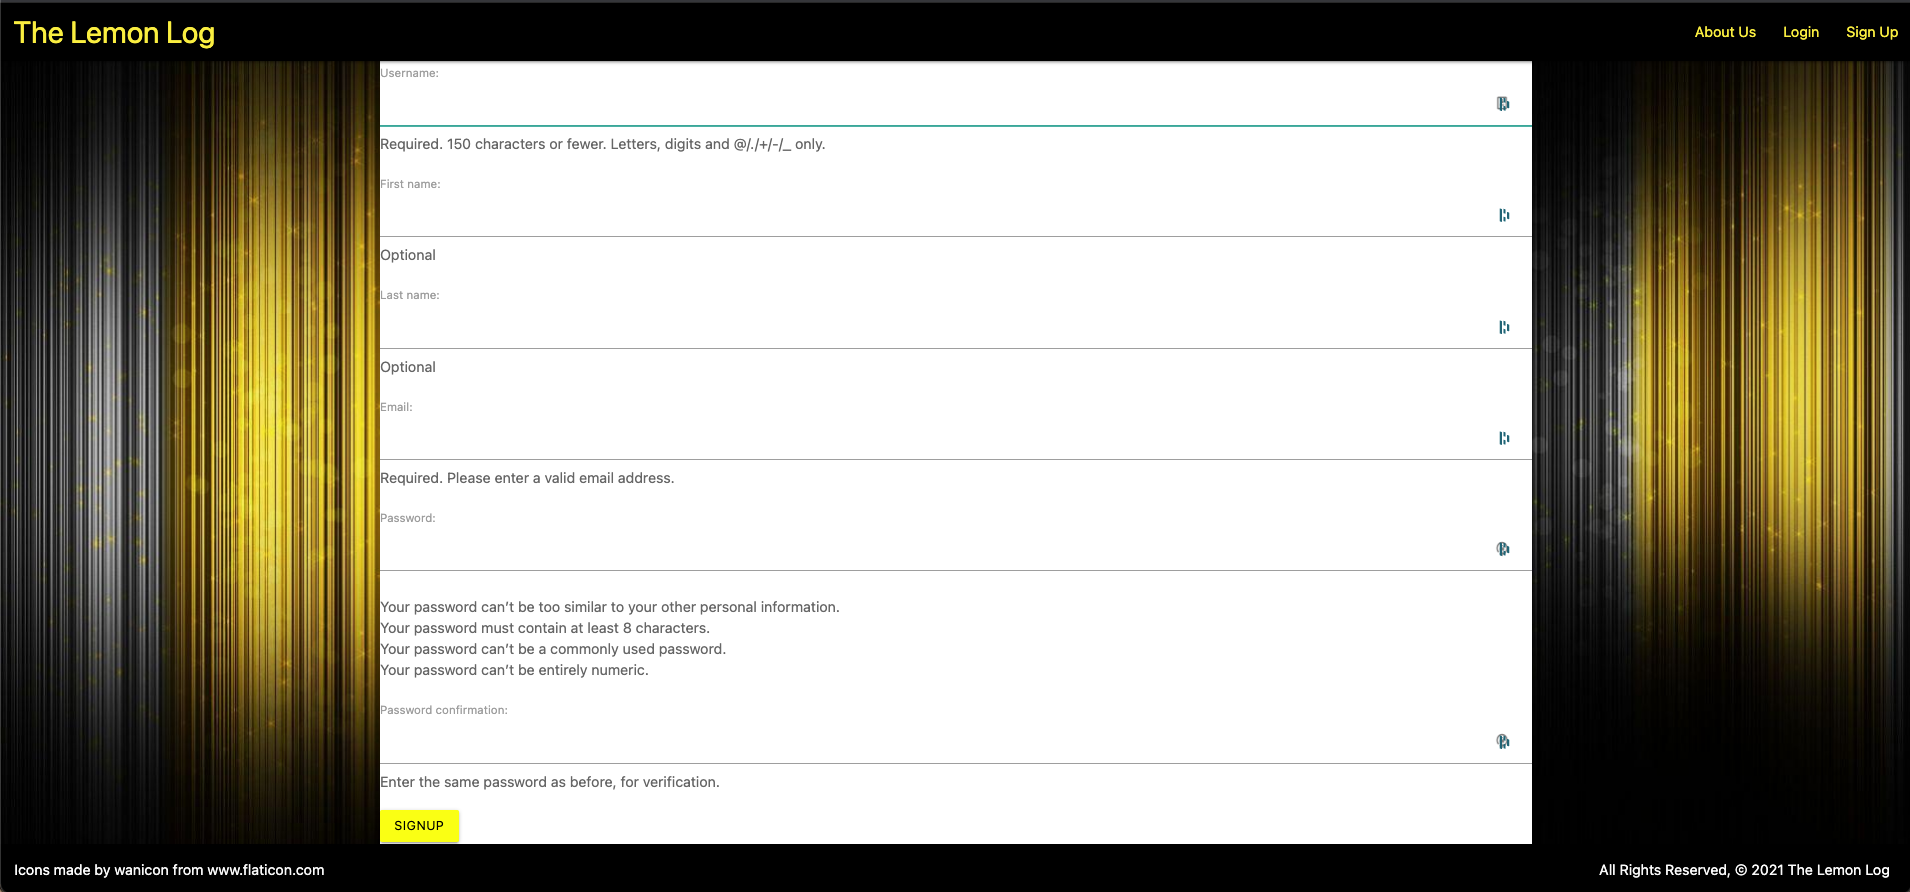 The Lemon Log
About Us Login Sign Up
Username:
Required. 150 characters or fewer. Letters, digits and @/./+/-/_ only.
First name:
Optional
Last name:
Optional
Email:
Required. Please enter a valid email address.
Password:
Your password can’t be too similar to your other personal information.
Your password must contain at least 8 characters.
Your password can’t be a commonly used password.
Your password can’t be entirely numeric.
Password confirmation:
Enter the same password as before, for verification.
SIGNUP
Icons made by wanicon from www.flaticon.com
All Rights Reserved, © 2021 The Lemon Log